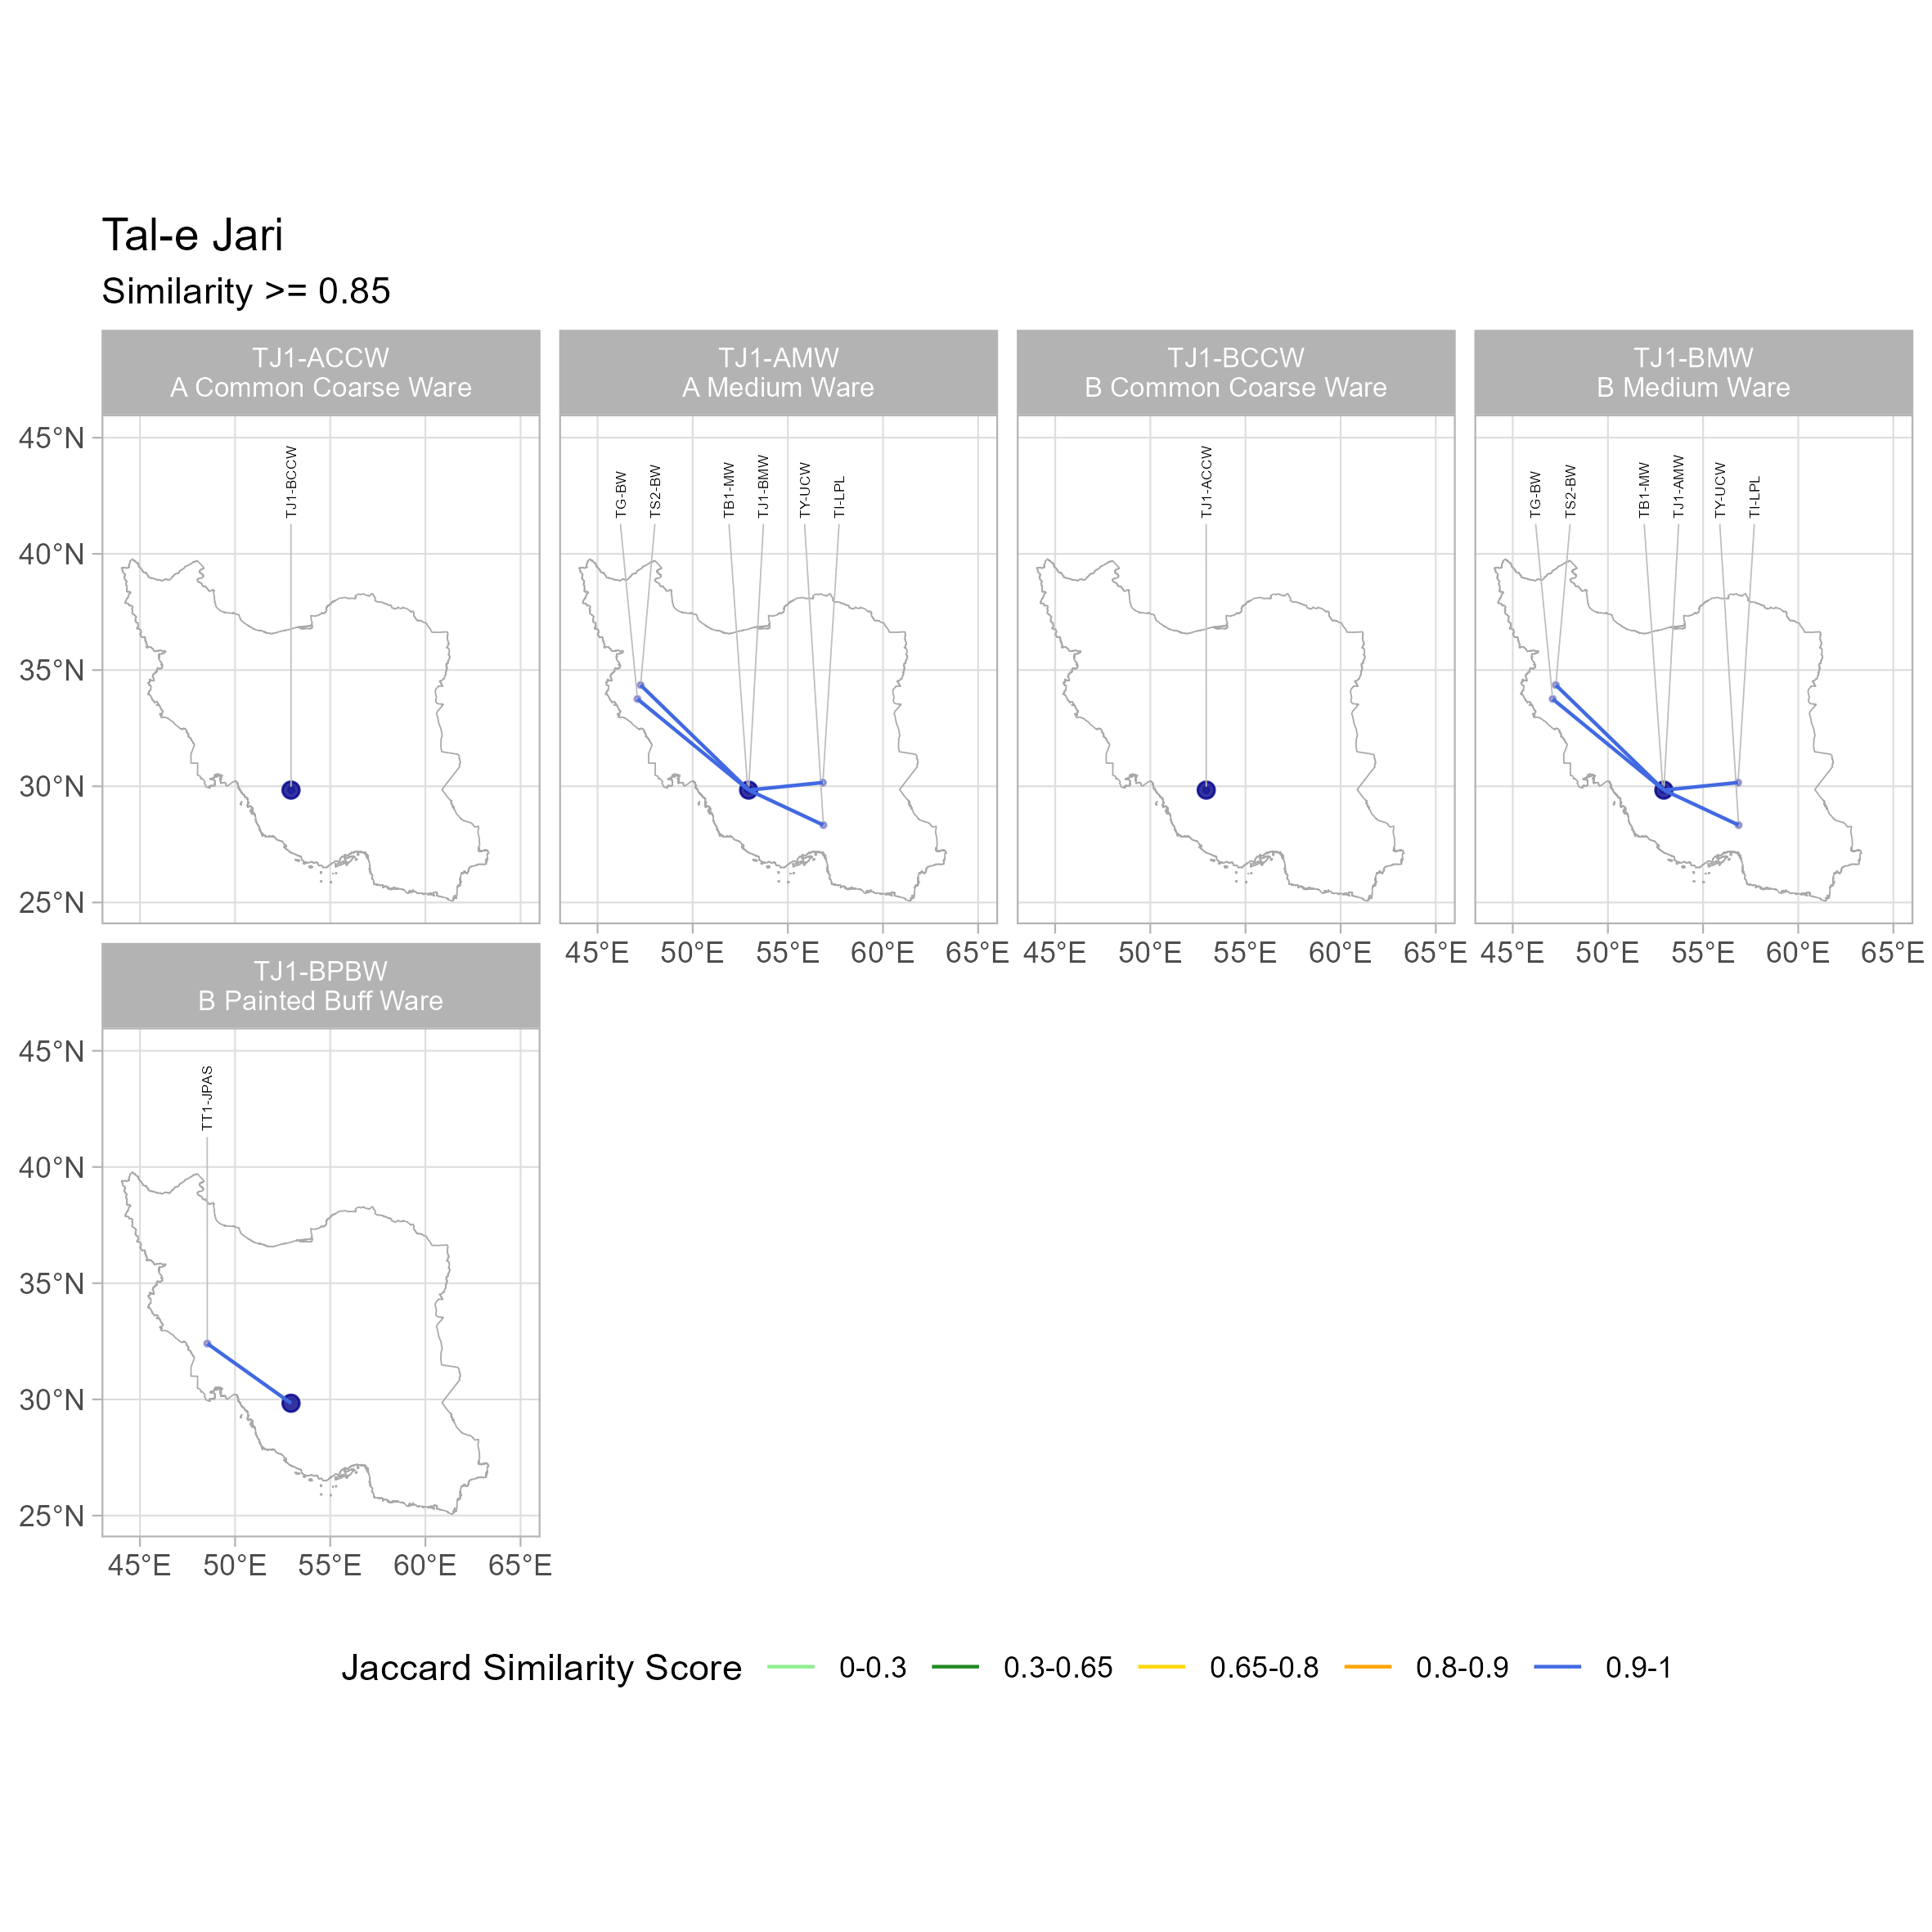 Tal-e Jari
Similarity >= 0.85
TJ1-ACCW
A Common Coarse Ware
TJ1-AMW
A Medium Ware
TJ1-BCCW
B Common Coarse Ware
TJ1-BMW
B Medium Ware
45°N
40°N
35°N
30°N
25°N
TJ1-BCCW
TG-BW
TS2-BW
TB1-MW
TJ1-BMW
TY-UCW
TI-LPL
TJ1-ACCW
TG-BW
TS2-BW
TB1-MW
TJ1-AMW
TY-UCW
TI-LPL
45°E 50°E 55°E 60°E 65°E
45°E 50°E 55°E 60°E 65°E
45°E 50°E 55°E 60°E 65°E
TJ1-BPBW
B Painted Buff Ware
45°N
40°N
35°N
30°N
25°N
TT1-JPAS
45°E 50°E 55°E 60°E 65°E
Jaccard Similarity Score 0-0.3 0.3-0.65 0.65-0.8 0.8-0.9 0.9-1